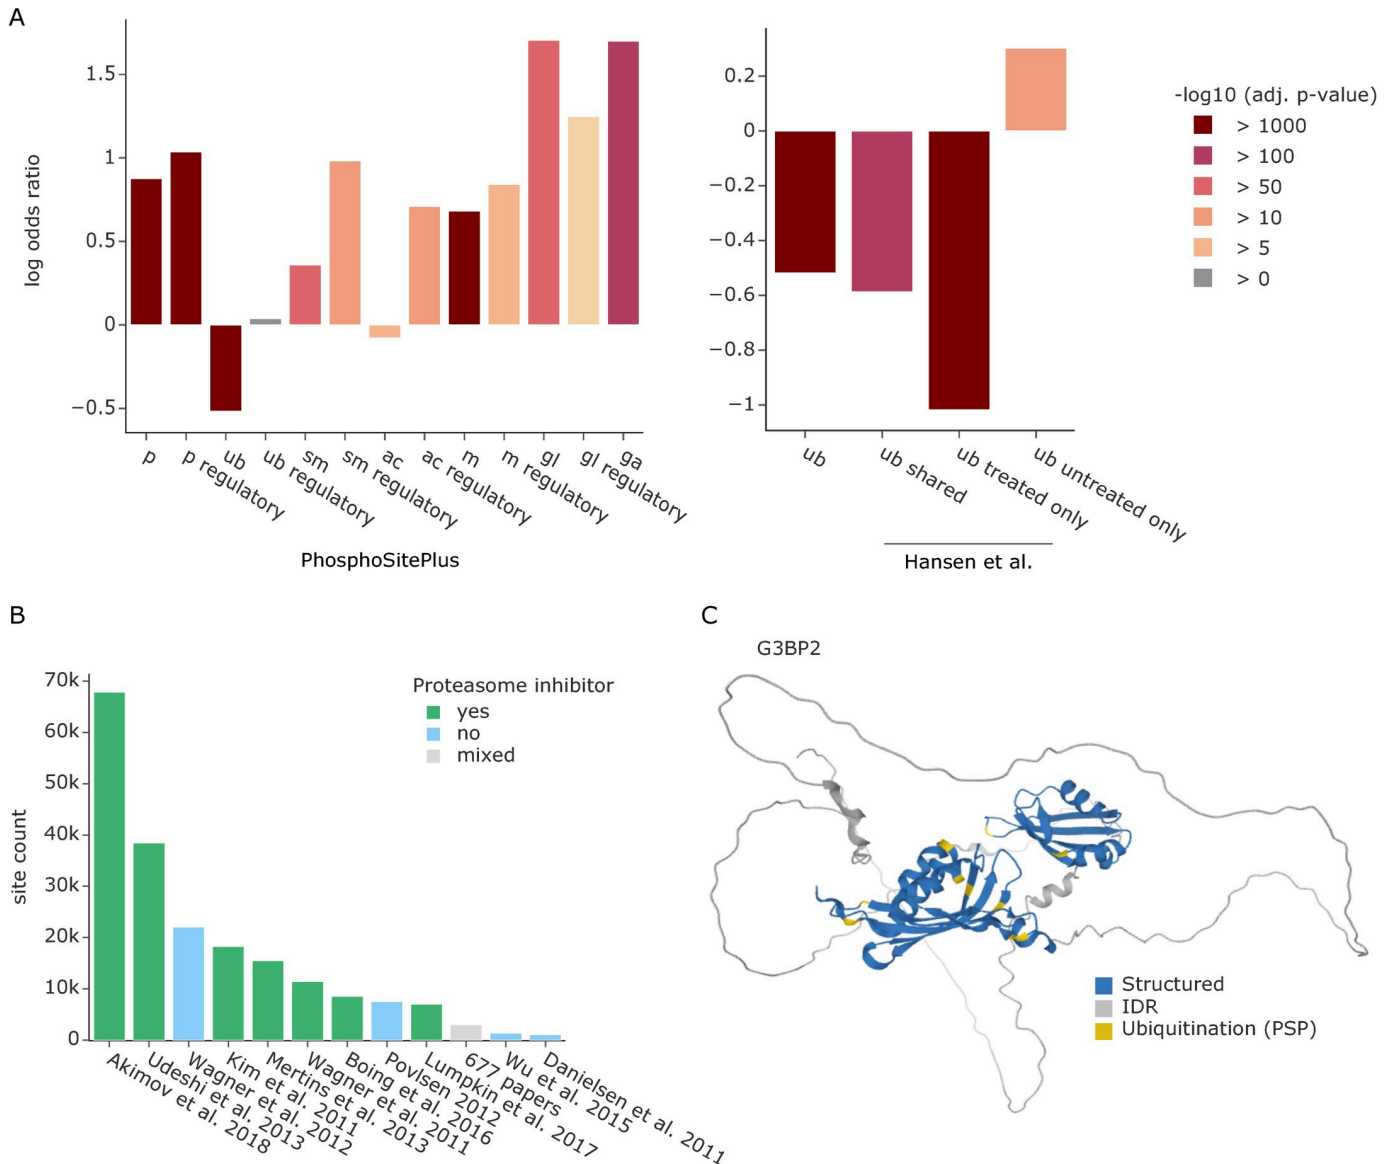 A
log odds ratio
1.5
1
0.5
0
−0.5
p
p regulatory
ub
ub regulatory
sm
sm regulatory
ac
ac regulatory
m
m regulatory
gl
gl regulatory
ga
PhosphoSitePlus
0.2
0
−0.2
−0.4
−0.6
−0.8
−1
ub
ub shared
ub treated only
ub untreated only
Hansen et al.
-log10 (adj. p-value)
> 1000
> 100
> 50
> 10
> 5
> 0
B
site count
70k
60k
50k
40k
30k
20k
10k
0
Proteasome inhibitor
yes
no
mixed
Akimov et al. 2018
Udeshi et al. 2013
Wagner et al. 2012
Kim et al. 2011
Mertins et al. 2013
Wagner et al. 2011
Boing et al. 2016
Povlsen 2012
Lumpkin et al. 2017
677 papers
Wu et al. 2015
Danielsen et al. 2011
C
G3BP2
Structured
IDR
Ubiquitination (PSP)